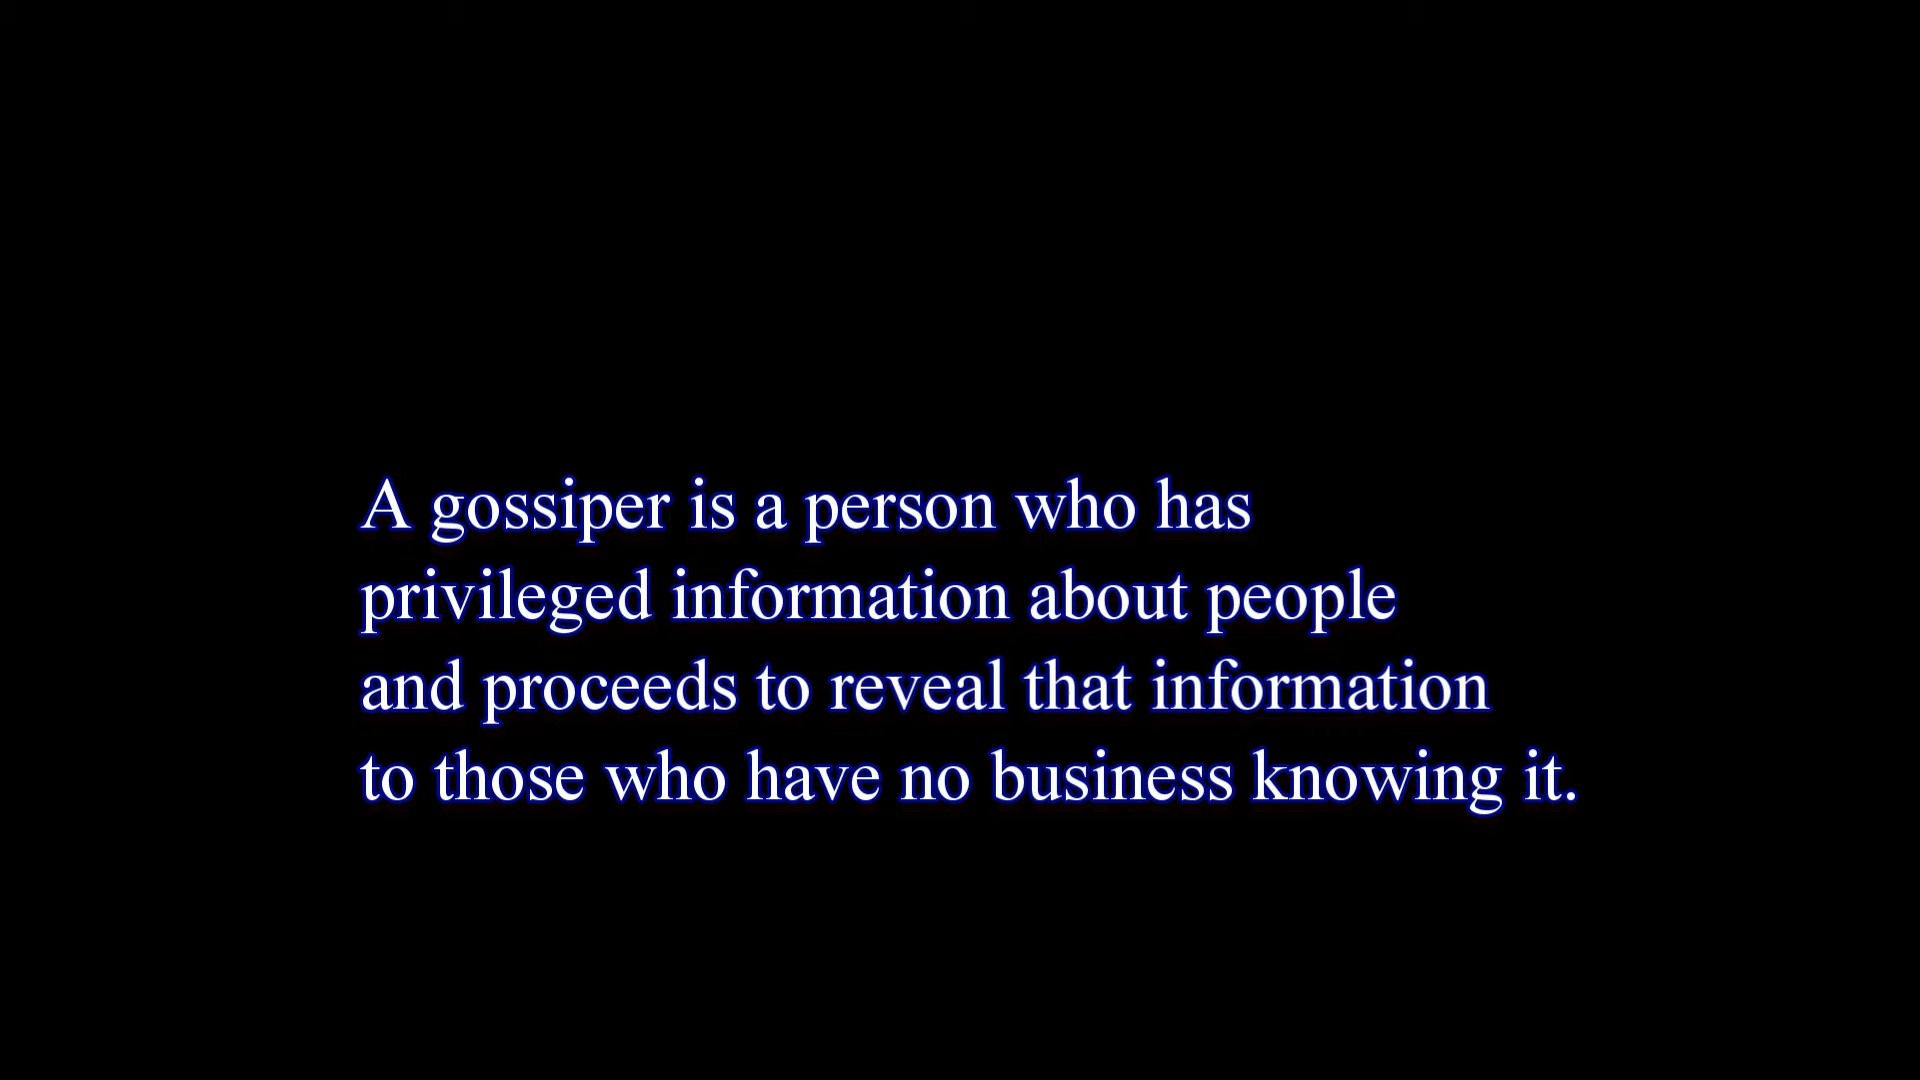 A gossiper is a person who has
privileged information about people
and proceeds to reveal that information
to those who have no business knowing it.